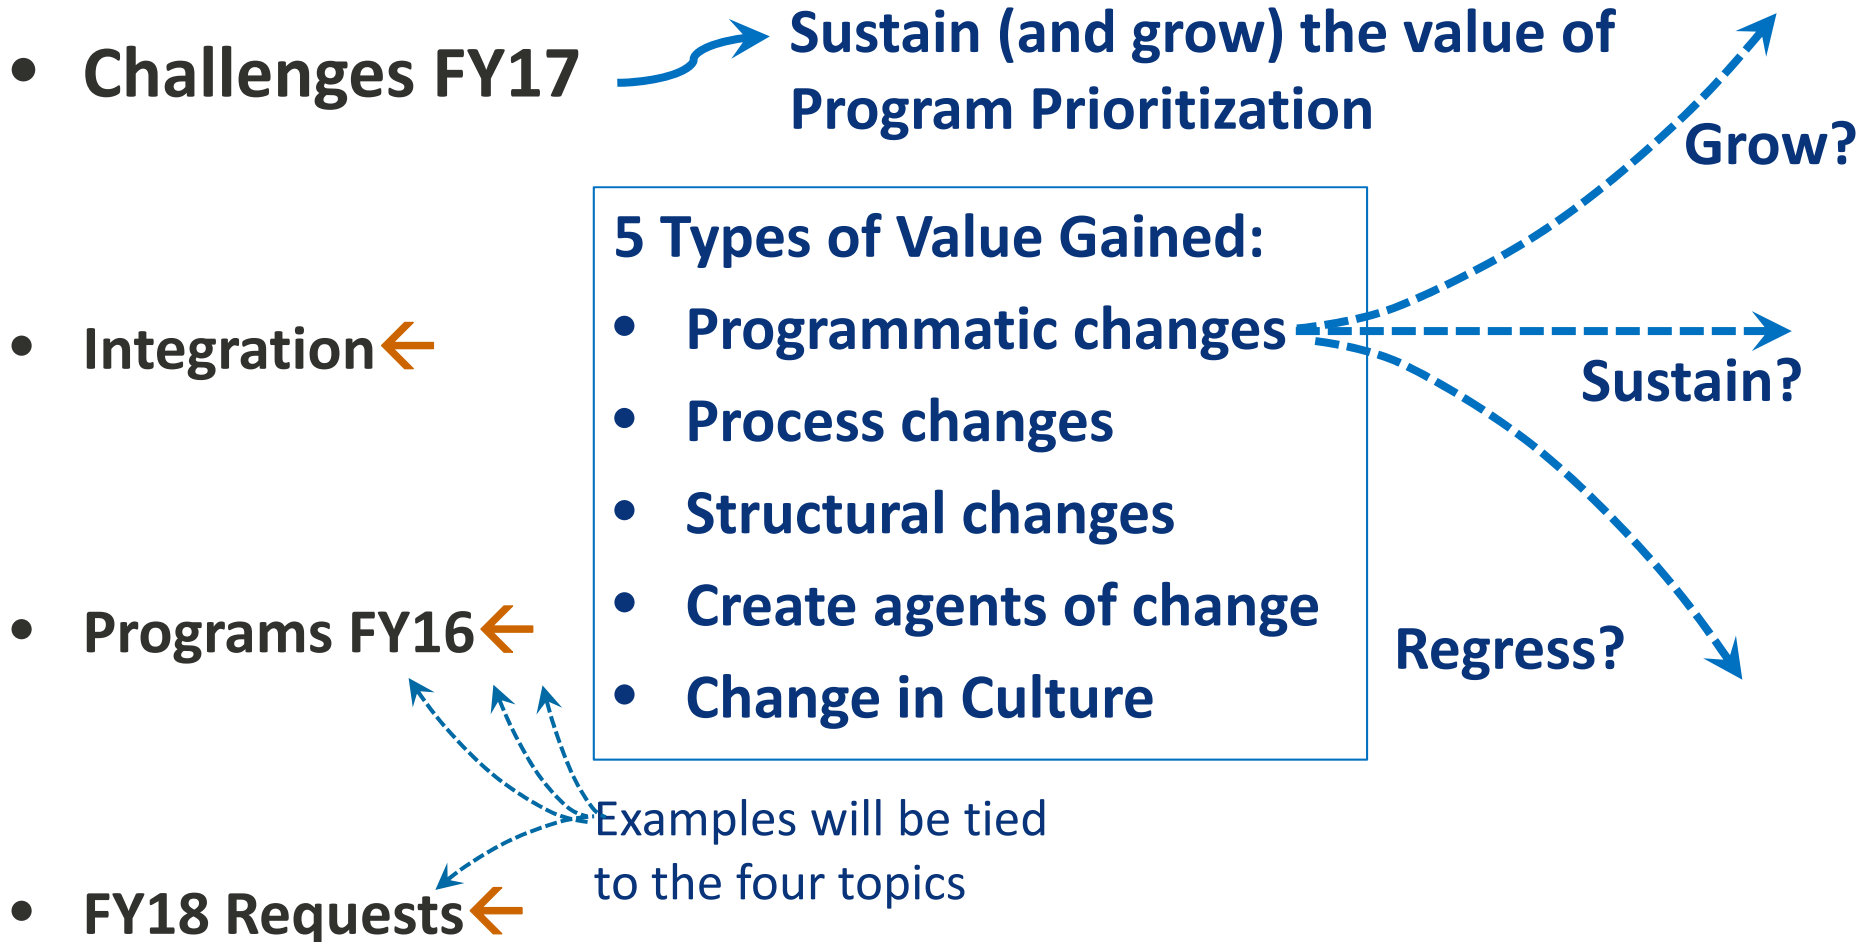 • Challenges FY17
Sustain (and grow) the value of
Program Prioritization
Grow?
5 Types of Value Gained:
• Programmatic changes
• Process changes
• Structural changes
• Create agents of change
• Change in Culture
Sustain?
Regress?
• Integration
• Programs FY16
Examples will be tied
to the four topics
• FY18 Requests